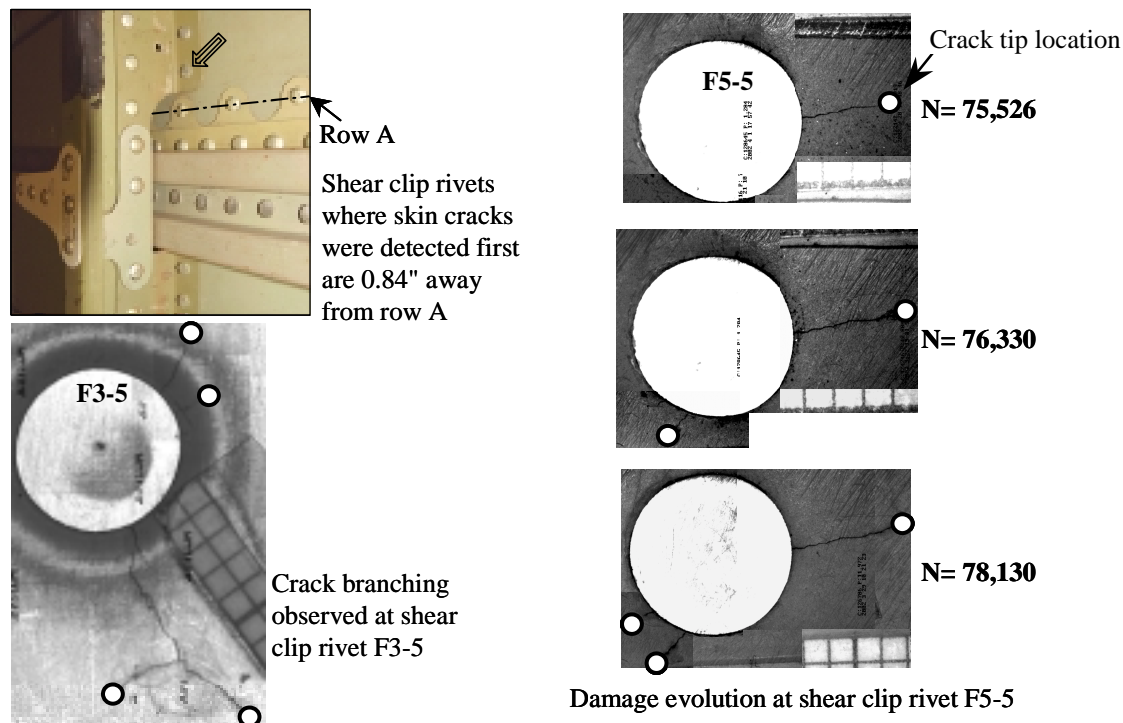 Row A
Shear clip rivets
where skin cracks
were detected first
are 0.84" away
from row A
F3-5
Crack branching
observed at shear
clip rivet F3-5
F5-5
Crack tip location
N= 75,526
N= 76,330
N= 78,130
Damage evolution at shear clip rivet F5-5